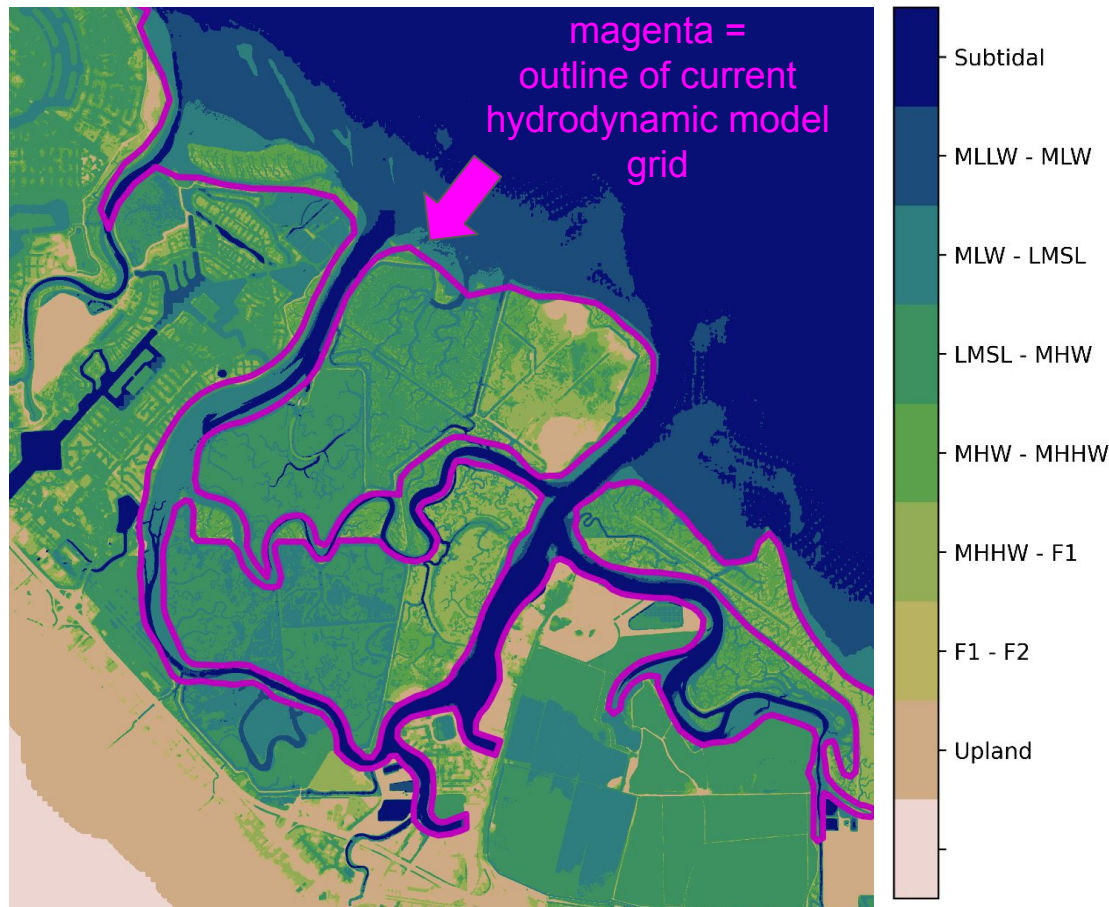 magenta =
outline of current
hydrodynamic model
grid
Subtidal
MLLW - MLW
MLW - LMSL
LMSL - MHW
MHW - MHHW
MHHW - F1
F1 - F2
Upland